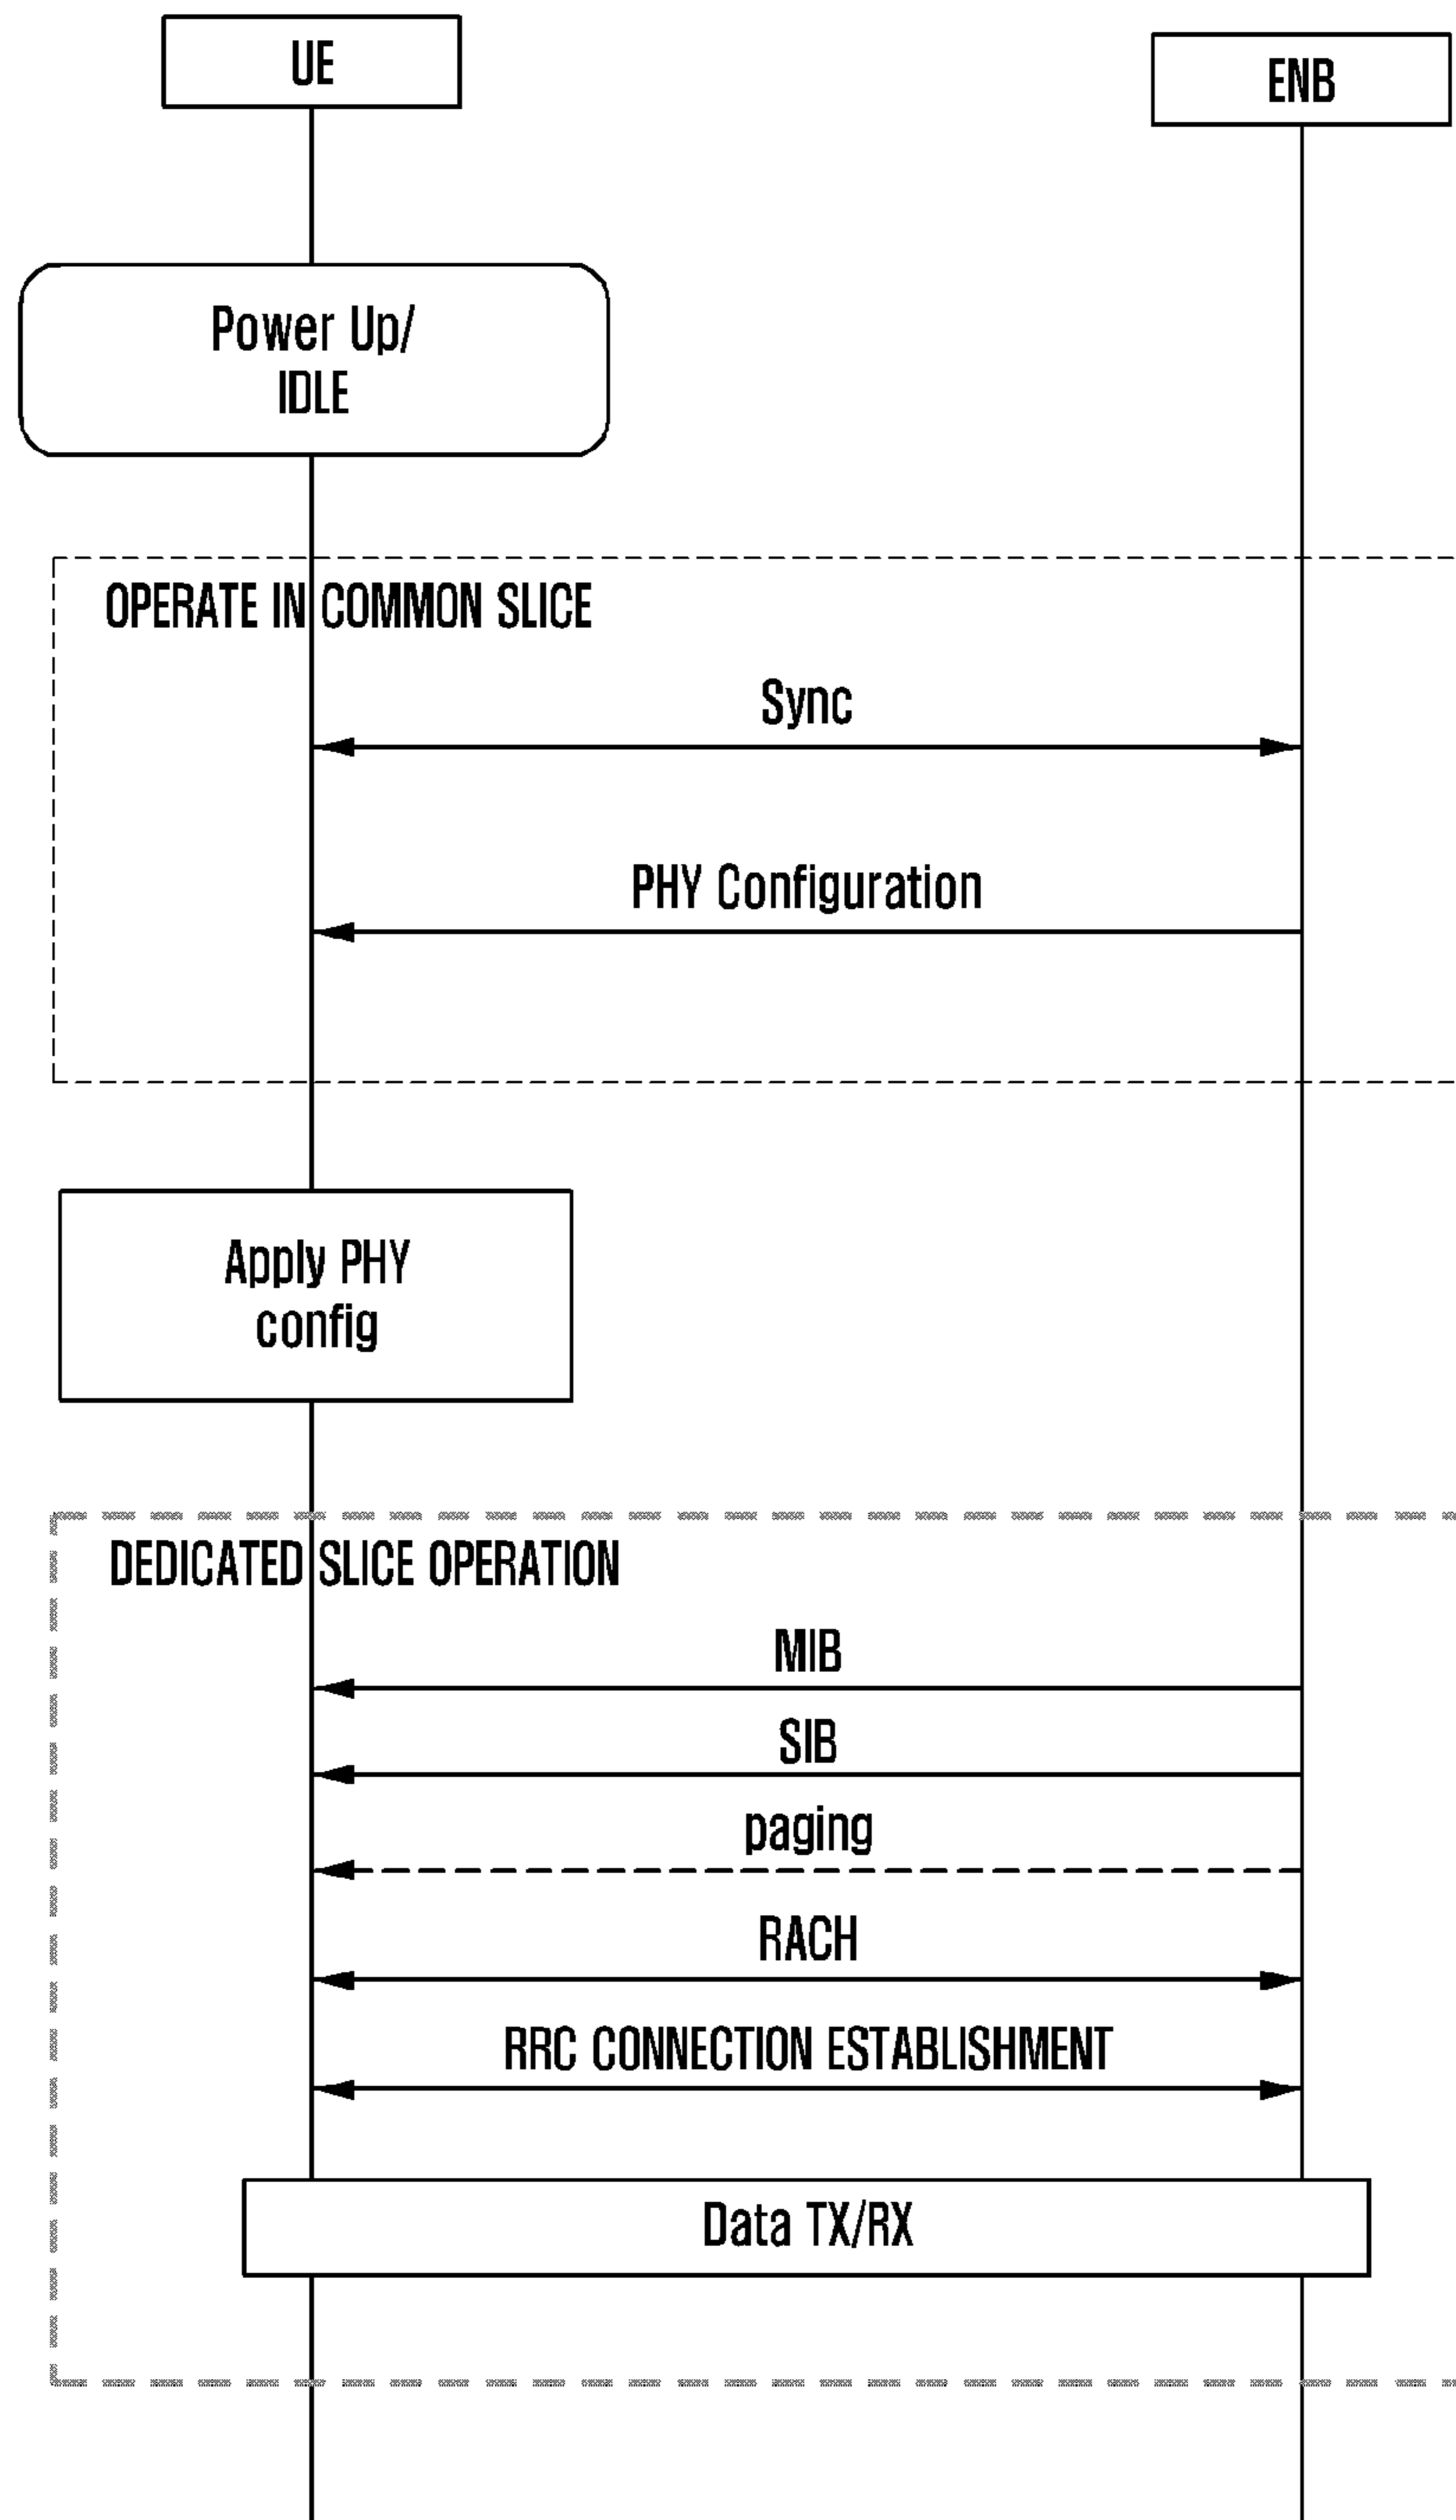 UE
ENB
Power Up/
IDLE
OPERATE IN COMMON SLICE
Sync
PHY Configuration
Apply PHY
config
DEDICATED SLICE OPERATION
MIB
SIB
paging
RACH
RRC CONNECTION ESTABLISHMENT
Data TX/RX